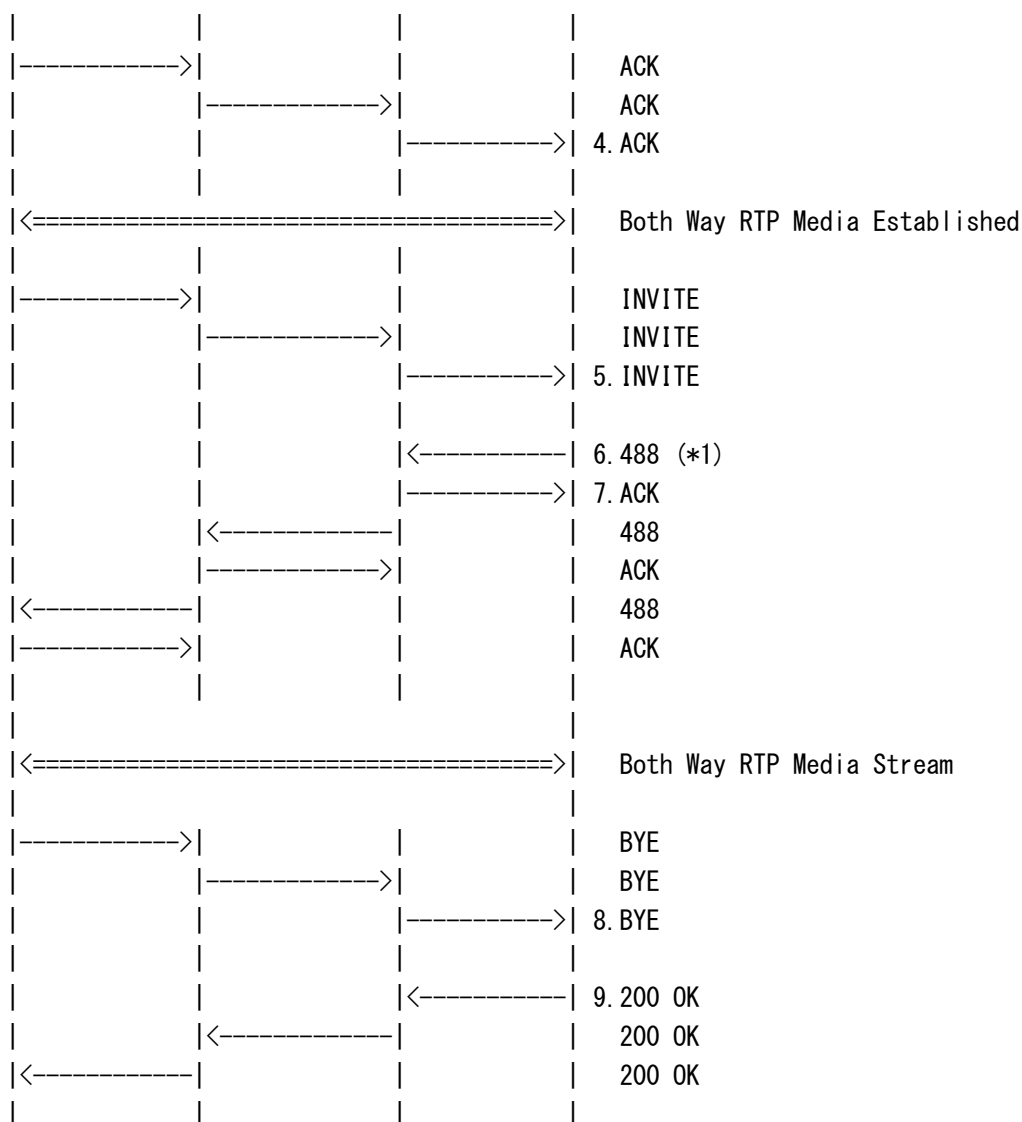 ACK
ACK
4.ACK
Both Way RTP Media Established
INVITE
INVITE
5.INVITE
6.488 (*1)
7.ACK
488
ACK
488
ACK
Both Way RTP Media Stream
BYE
BYE
8.BYE
9.200 OK
200 OK
200 OK